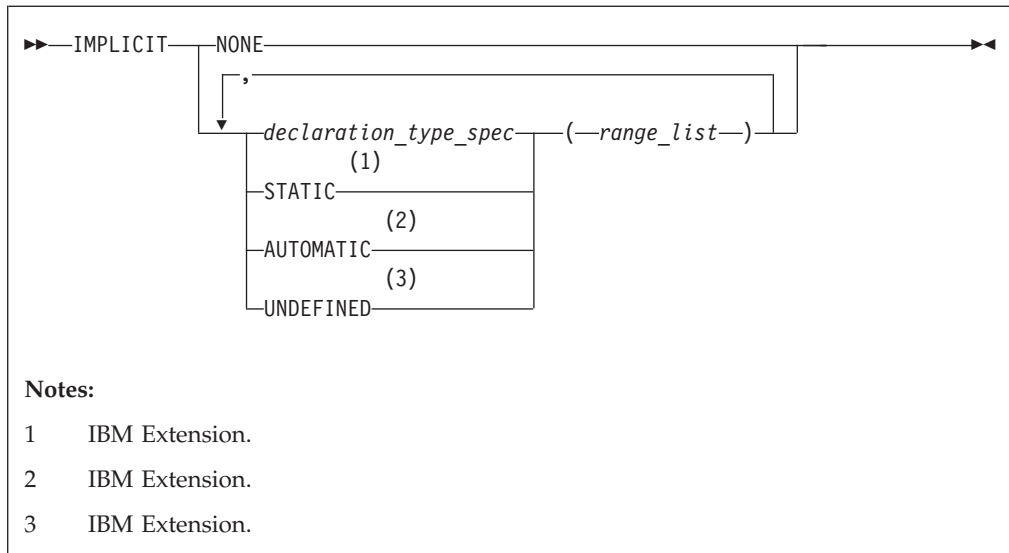 IMPLICIT NONE
,
declaration_type_spec ( range_list )
(1)
STATIC
(2)
AUTOMATIC
(3)
UNDEFINED
Notes:
1 IBM Extension.
2 IBM Extension.
3 IBM Extension.